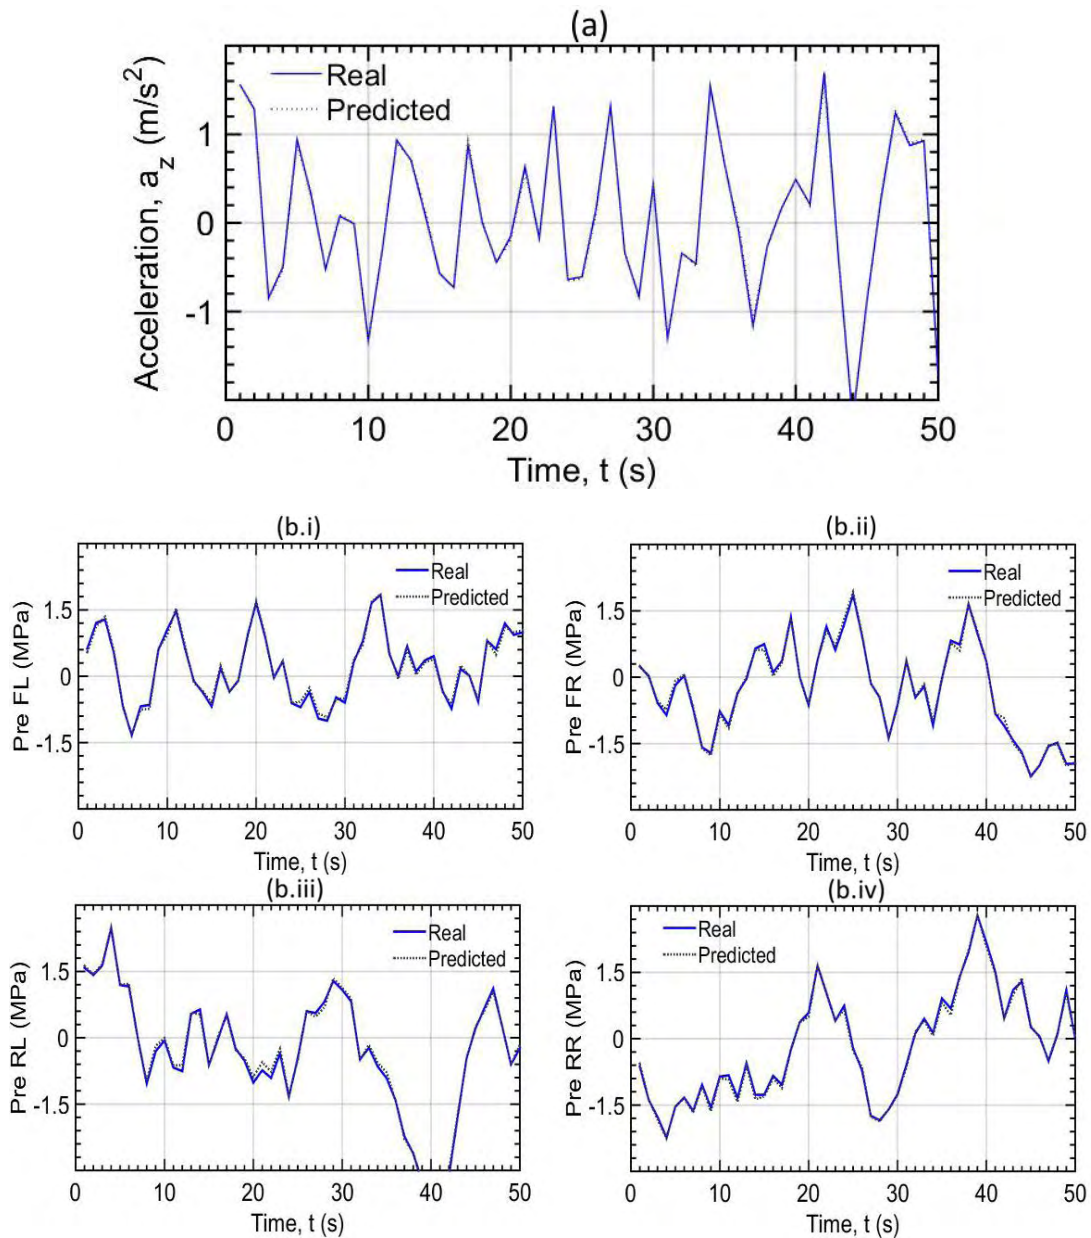 (a)
Real
Predicted
Acceleration, a_z (m/s²)
1
0
-1
0 10 20 30 40 50
Time, t (s)
(b.i)
Real
Predicted
Pre FL (MPa)
1.5
0
-1.5
0 10 20 30 40 50
Time, t (s)
(b.ii)
Real
Predicted
Pre FR (MPa)
1.5
0
-1.5
0 10 20 30 40 50
Time, t (s)
(b.iii)
Real
Predicted
Pre RL (MPa)
1.5
0
-1.5
0 10 20 30 40 50
Time, t (s)
(b.iv)
Real
Predicted
Pre RR (MPa)
1.5
0
-1.5
0 10 20 30 40 50
Time, t (s)